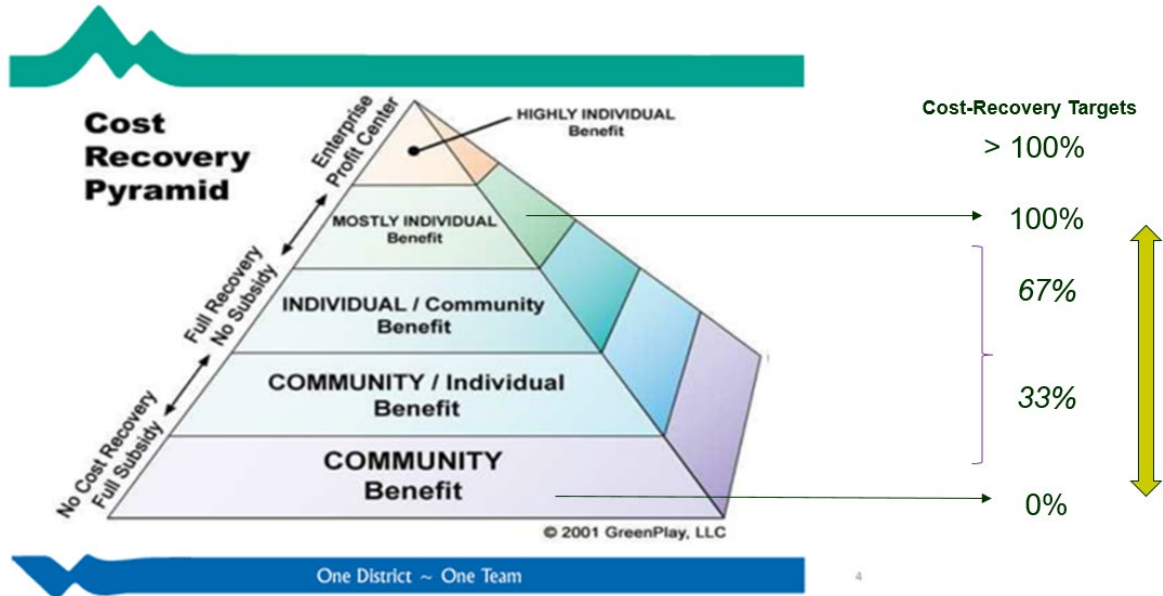 Cost
Recovery
Pyramid
Enterprise
Profit Center
Full Recovery
No Subsidy
No Cost Recovery
Full Subsidy
HIGHLY INDIVIDUAL
Benefit
MOSTLY INDIVIDUAL
Benefit
INDIVIDUAL / Community
Benefit
COMMUNITY / Individual
Benefit
COMMUNITY
Benefit
© 2001 GreenPlay, LLC
Cost-Recovery Targets
> 100%
100%
67%
33%
0%
One District ~ One Team
4